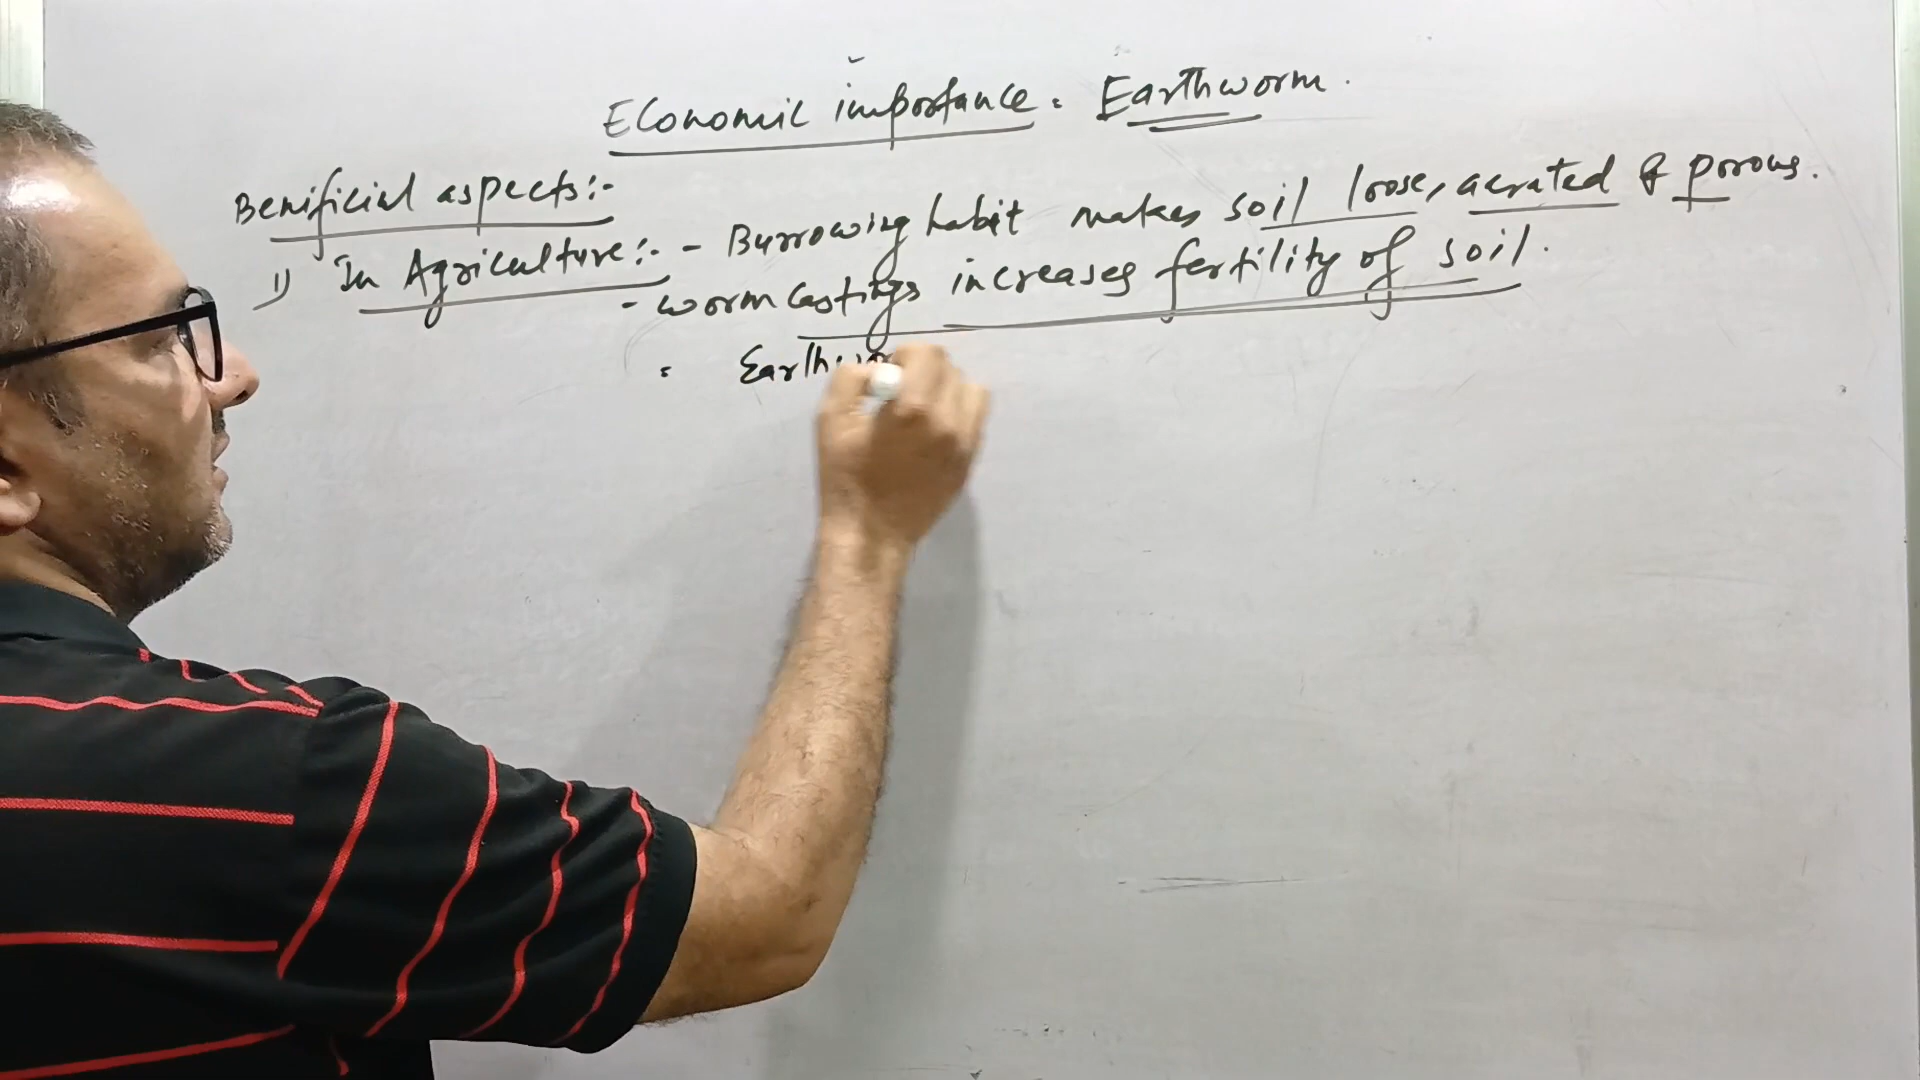 Economic importance = Earthworm.
Benificial aspects:-
1) In Agriculture:- - Burrowing habit makes soil loose, aerated & porous.
- worm castings increases fertility of soil.
= Earthwo